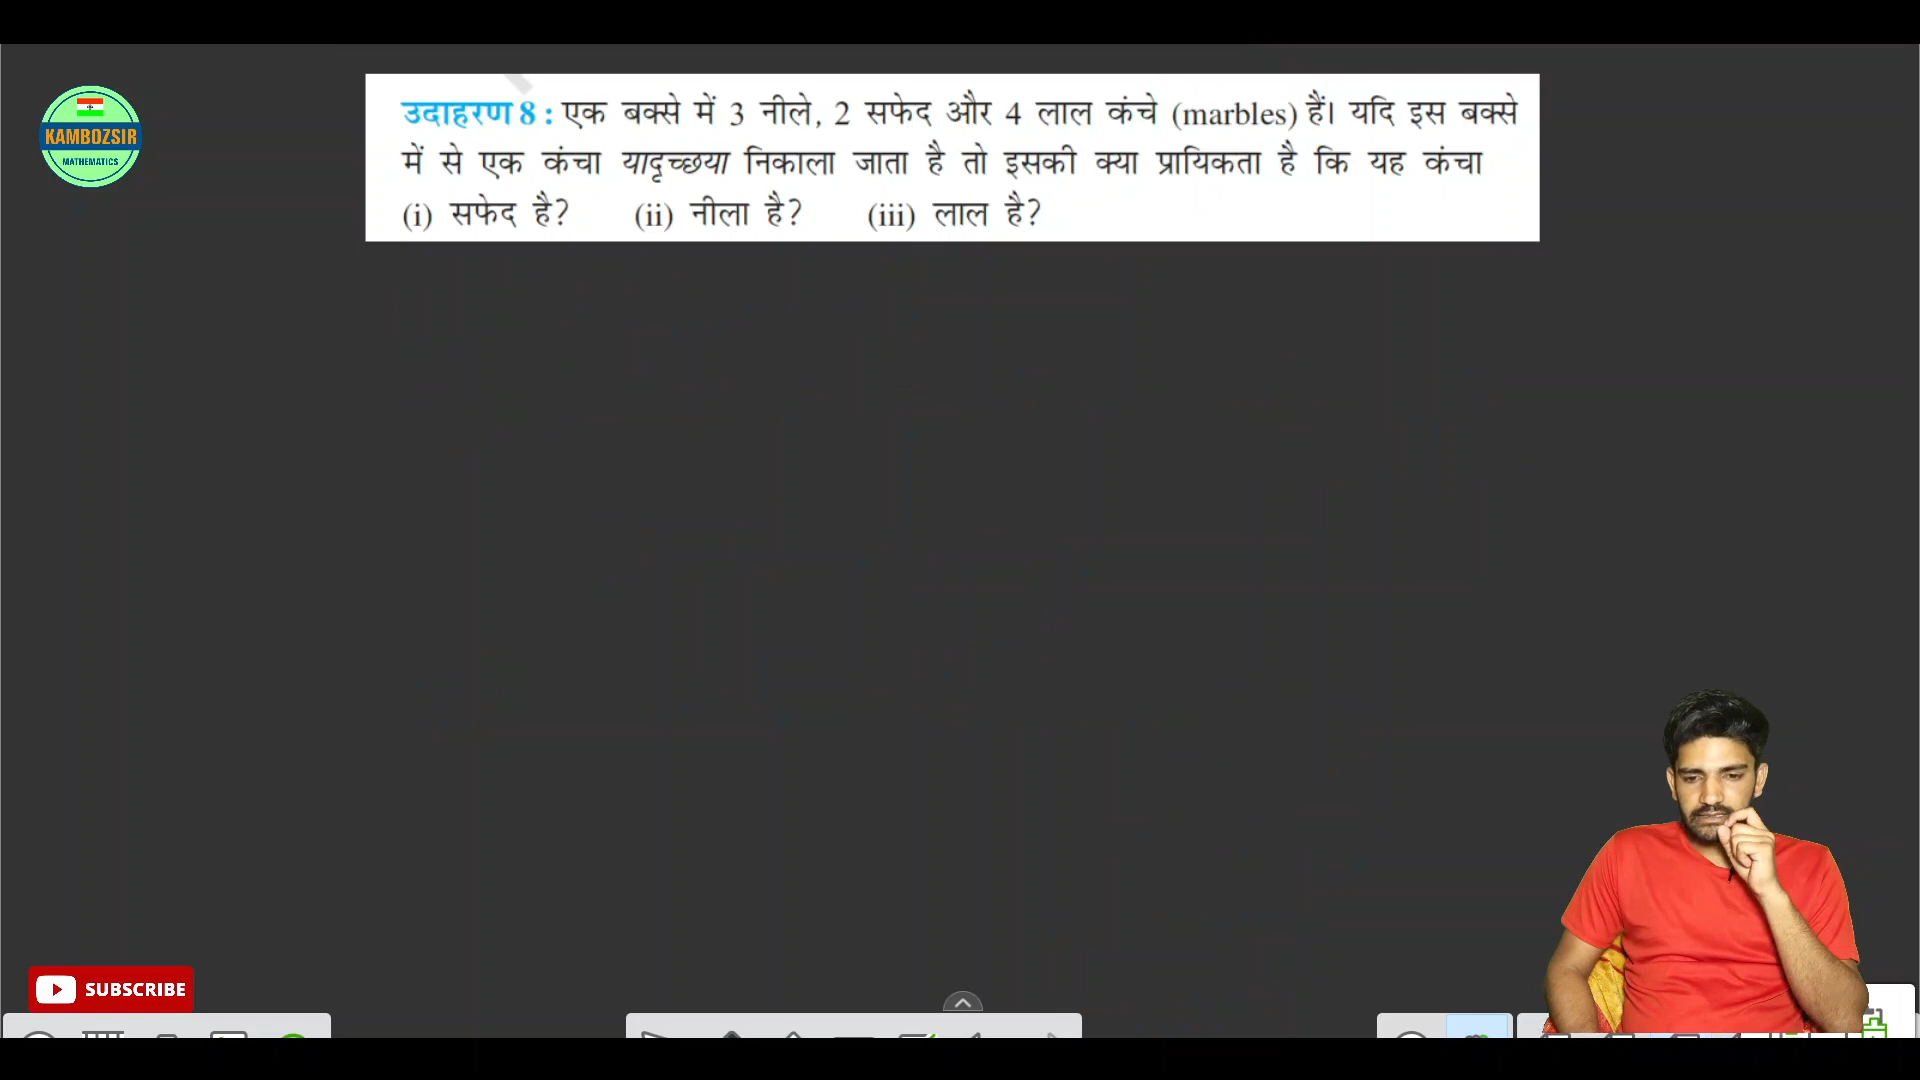 KAMBOZSIR
MATHEMATICS
उदाहरण 8 : एक बक्से में 3 नीले, 2 सफेद और 4 लाल कंचे (marbles) हैं। यदि इस बक्से
में से एक कंचा यादृच्छया निकाला जाता है तो इसकी क्या प्रायिकता है कि यह कंचा
(i) सफेद है? (ii) नीला है? (iii) लाल है?
SUBSCRIBE